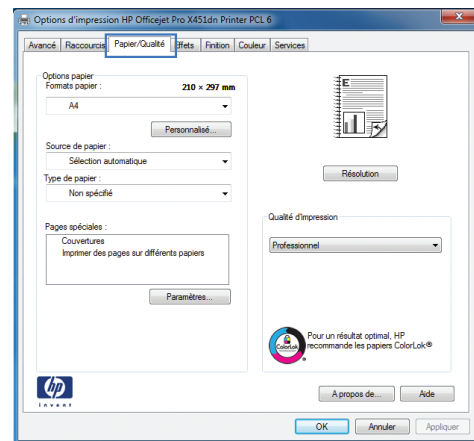 Options d'impression HP Officejet Pro X451dn Printer PCL 6
Avancé Raccourcis Papier/Qualité Effets Finition Couleur Services
Options papier
Formats papier : 210 × 297 mm
A4
Personnalisé...
Source de papier :
Sélection automatique
Type de papier :
Non spécifié
Pages spéciales :
Couvertures
Imprimer des pages sur différents papiers
Paramètres...
E
Résolution
Qualité d'impression
Professionnel
ColorLok
Pour un résultat optimal, HP
recommande les papiers ColorLok®
hp
invent
A propos de... Aide
OK Annuler Appliquer